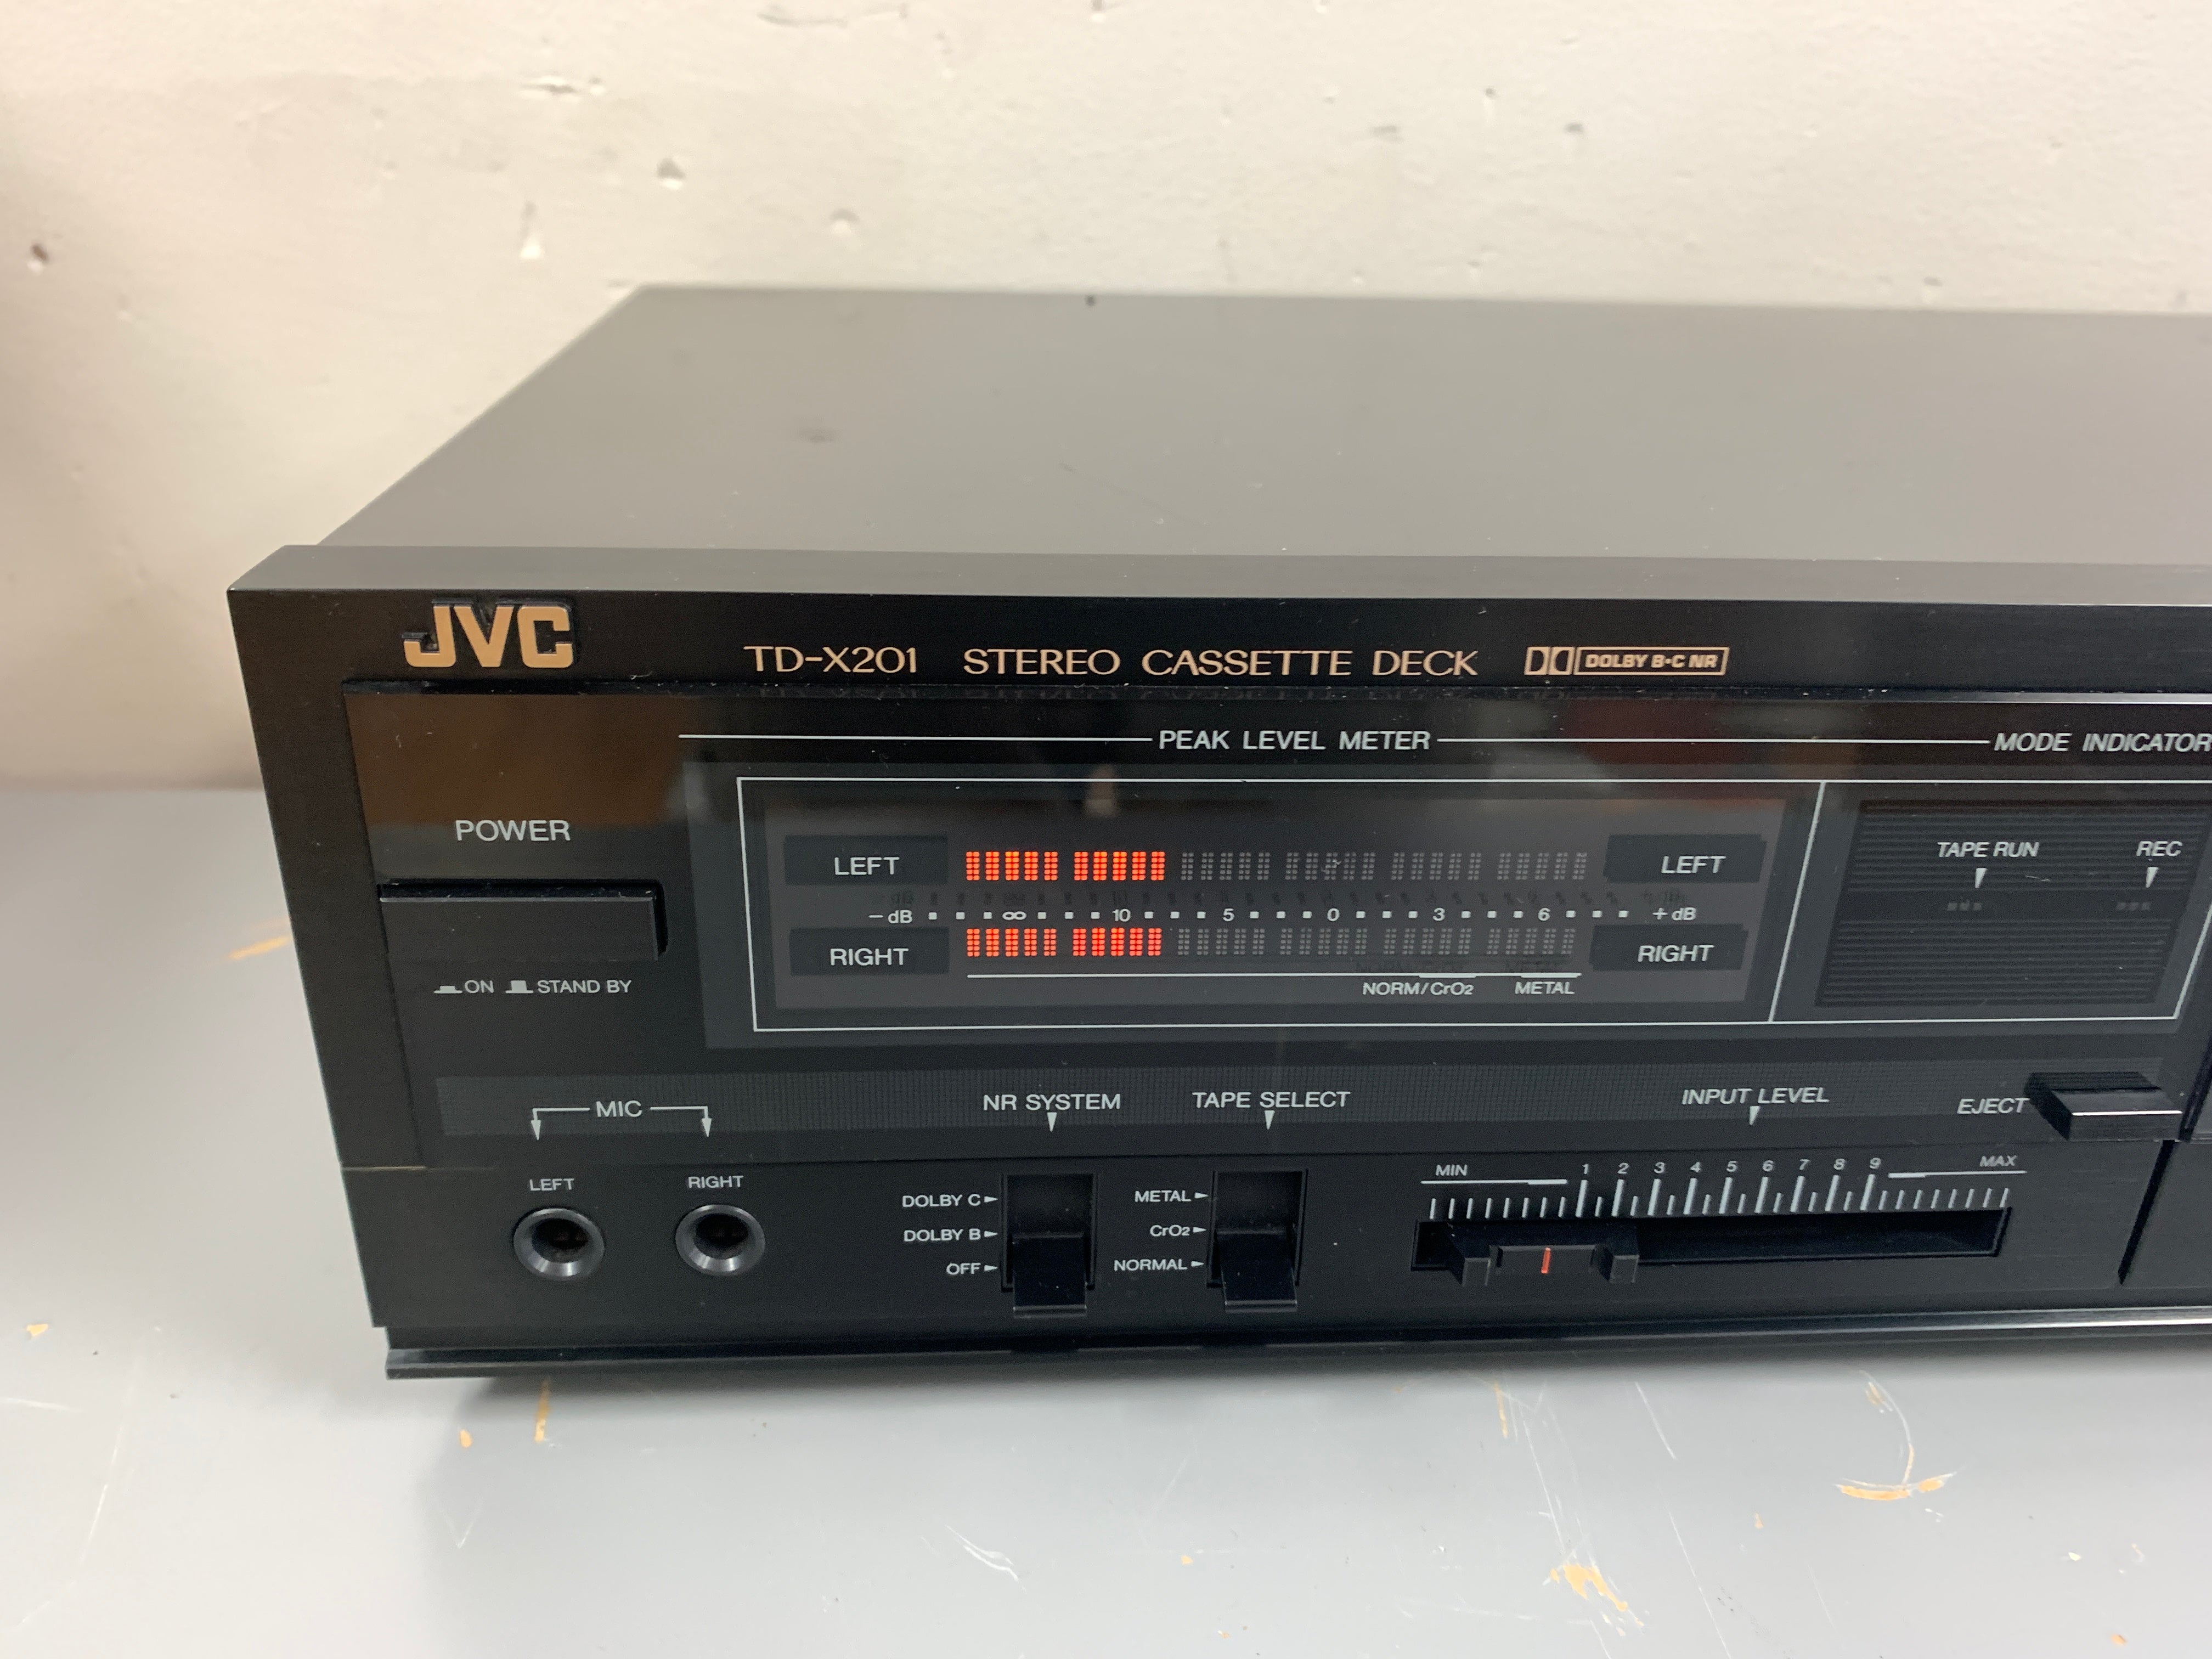 JVC
TD-X201 STEREO CASSETTE DECK DOLBY B·C NR
PEAK LEVEL METER
MODE INDICATOR
POWER
ON STAND BY
LEFT LEFT
−dB ∞ 10 5 0 3 6 +dB
RIGHT RIGHT
NORM/CrO2 METAL
TAPE RUN REC
MIC
LEFT RIGHT
NR SYSTEM
DOLBY C
DOLBY B
OFF
TAPE SELECT
METAL
CrO2
NORMAL
INPUT LEVEL
MIN 1 2 3 4 5 6 7 8 9 MAX
EJECT